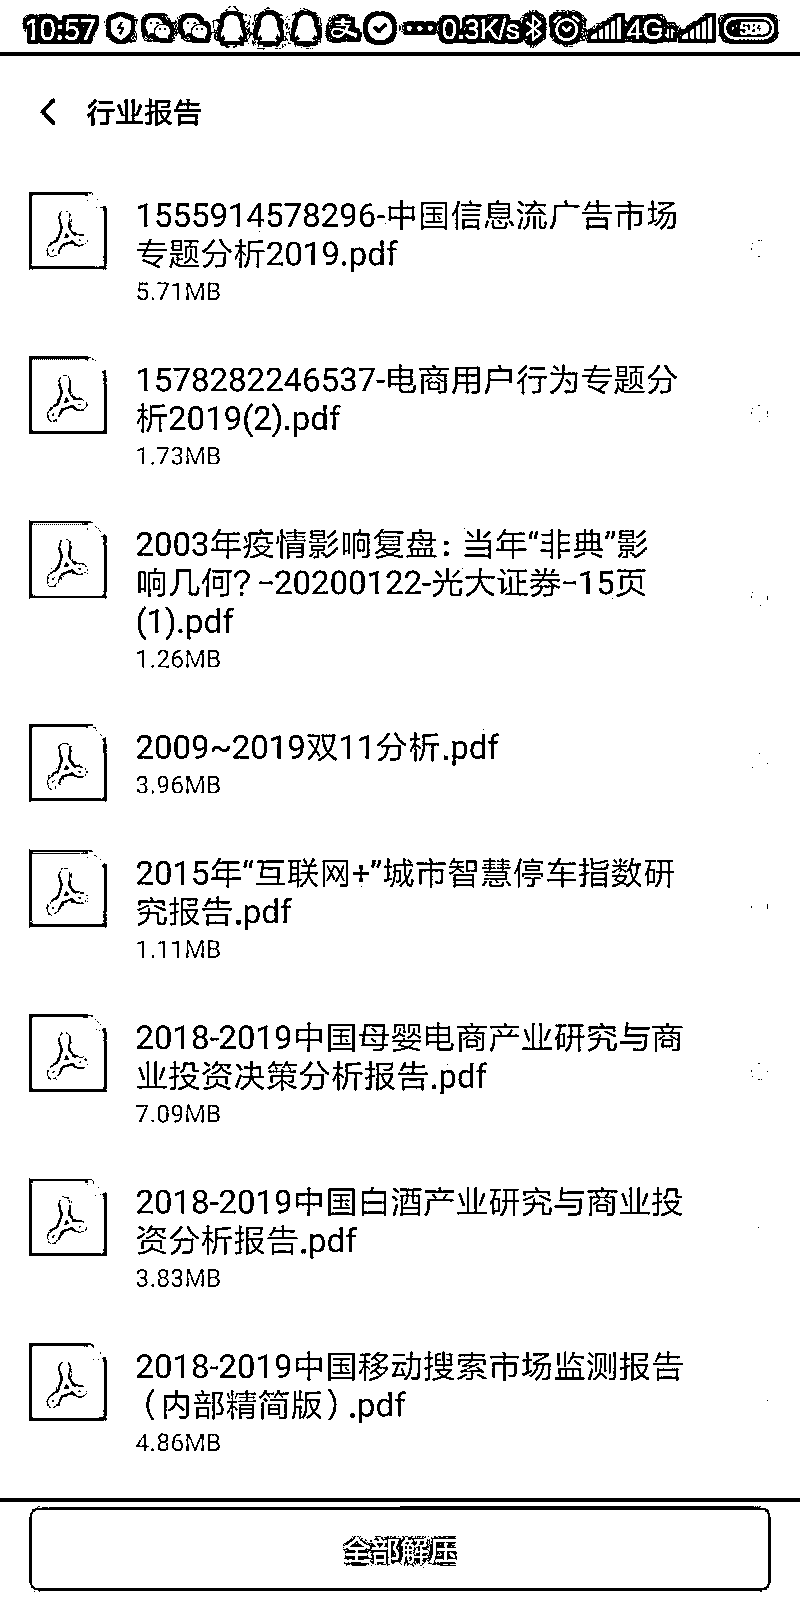 10:57 0.3K/s 4G 58
行业报告
1555914578296-中国信息流广告市场
专题分析2019.pdf
5.71MB
1578282246537-电商用户行为专题分
析2019(2).pdf
1.73MB
2003年疫情影响复盘：当年“非典”影
响几何？-20200122-光大证券-15页
(1).pdf
1.26MB
2009~2019双11分析.pdf
3.96MB
2015年“互联网+”城市智慧停车指数研
究报告.pdf
1.11MB
2018-2019中国母婴电商产业研究与商
业投资决策分析报告.pdf
7.09MB
2018-2019中国白酒产业研究与商业投
资分析报告.pdf
3.83MB
2018-2019中国移动搜索市场监测报告
（内部精简版）.pdf
4.86MB
全部解压